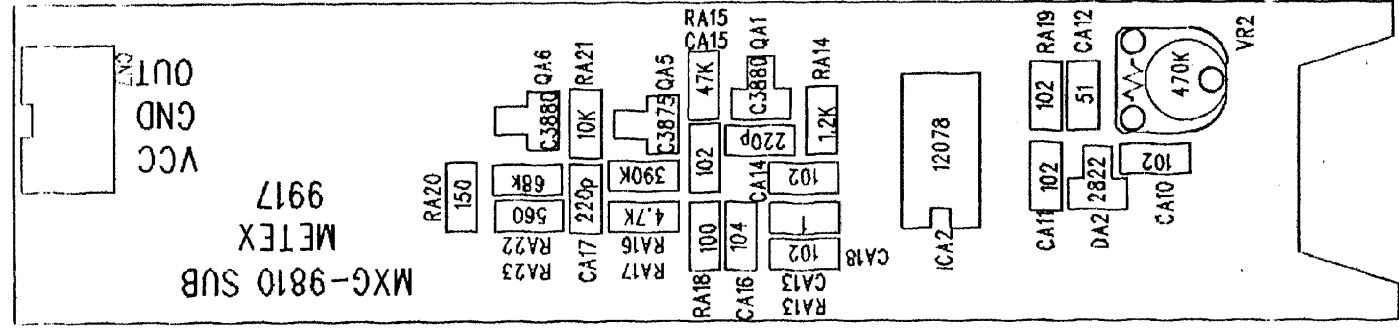 CN7
OUT
GND
VCC
9917
METEX
MXG-9810 SUB
RA20
150
C3880
QA6
RA21
10K
68k
560
RA22
RA23
220p
CA17
C3875
QA5
390K
4.7K
RA16
RA17
RA15
CA15
47K
102
100
RA18
C3880
QA1
220p
CA14
104
CA16
RA14
1.2K
102
1
102
CA18
CA13
RA13
12078
ICA2
RA19
102
CA12
51
102
CA11
2822
DA2
102
CA10
470K
VR2